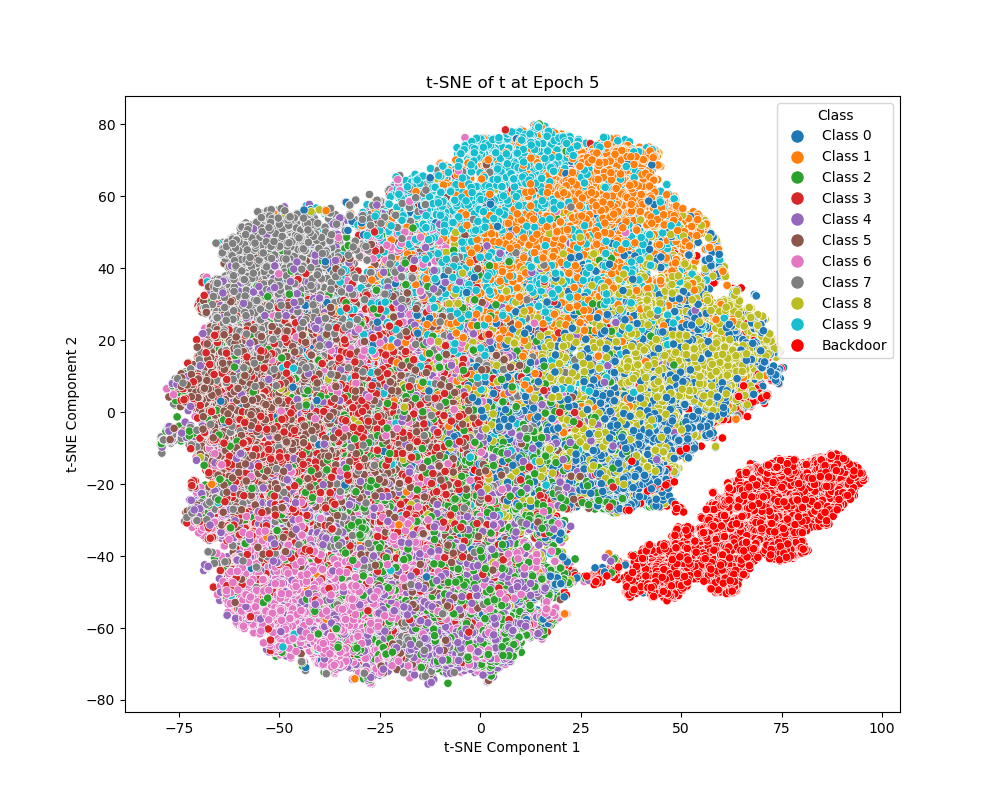 t-SNE of t at Epoch 5
Class
Class 0
Class 1
Class 2
Class 3
Class 4
Class 5
Class 6
Class 7
Class 8
Class 9
Backdoor
80
60
40
20
0
−20
−40
−60
−80
t-SNE Component 2
−75
−50
−25
0
25
50
75
100
t-SNE Component 1